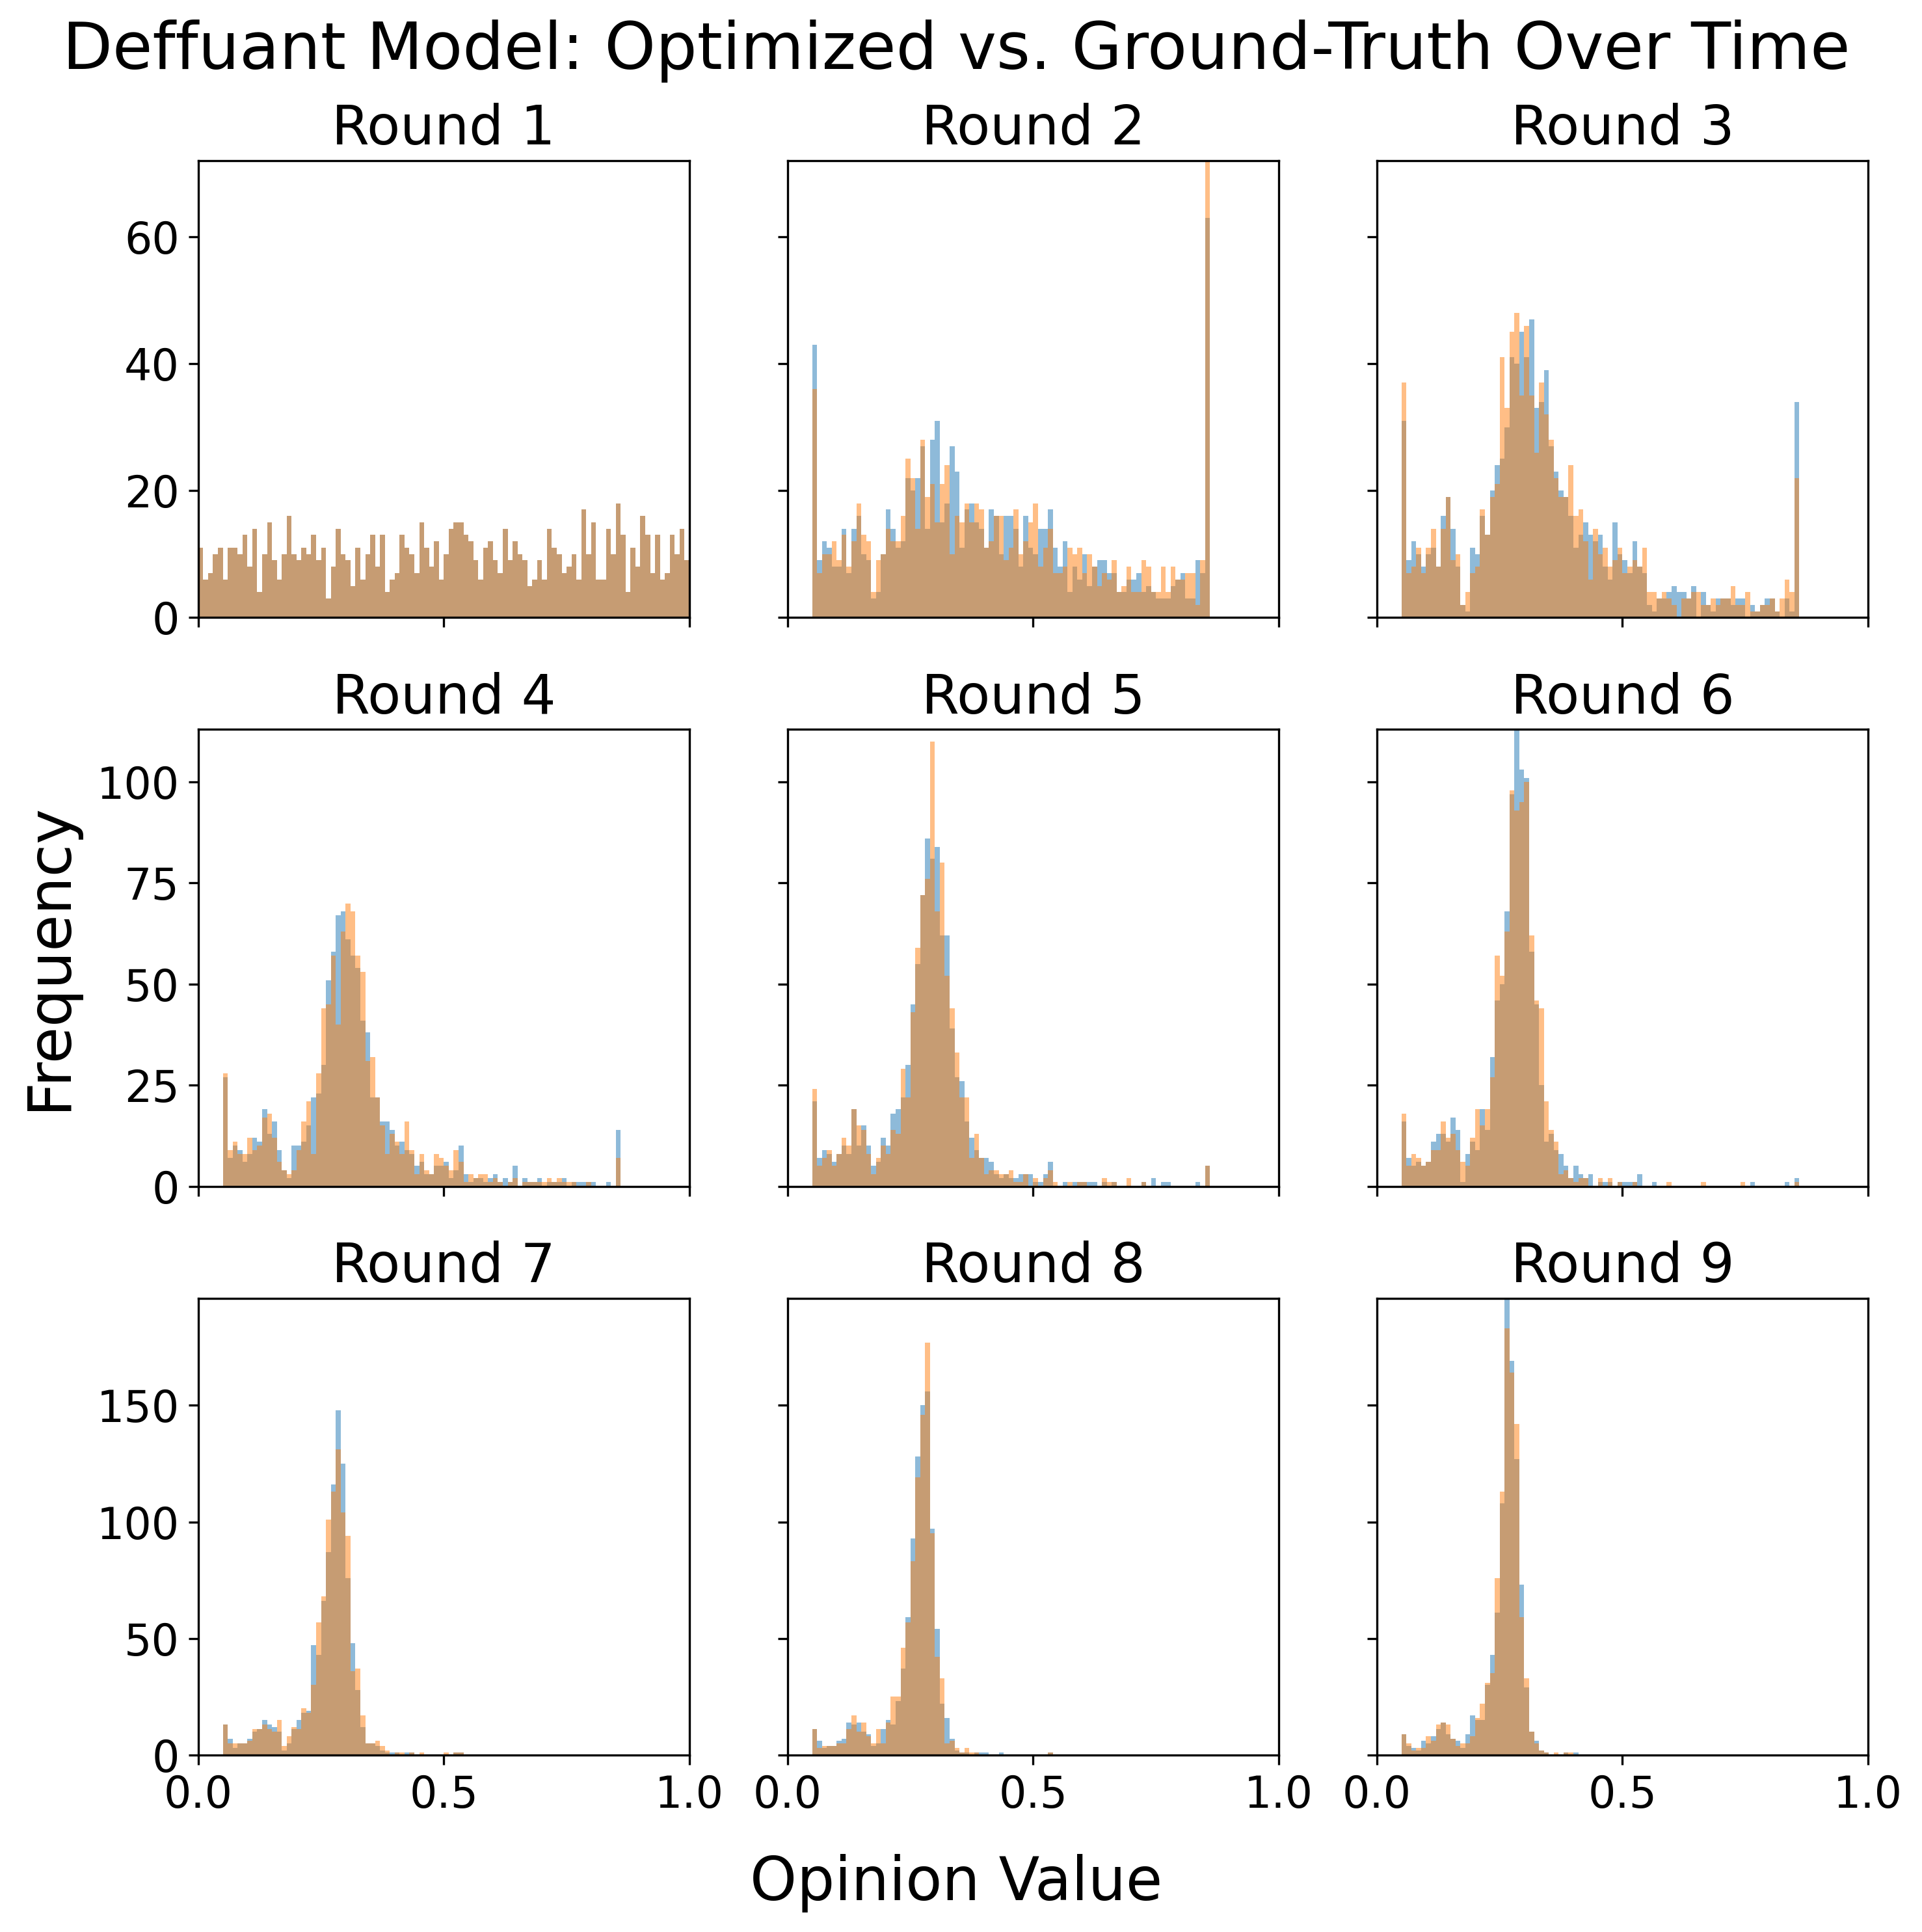 Deffuant Model: Optimized vs. Ground-Truth Over Time
Round 1
Round 2
Round 3
60
40
20
0
Round 4
Round 5
Round 6
100
75
50
25
0
Frequency
Round 7
Round 8
Round 9
150
100
50
0
0.0 0.5 1.0
0.0 0.5 1.0
0.0 0.5 1.0
Opinion Value